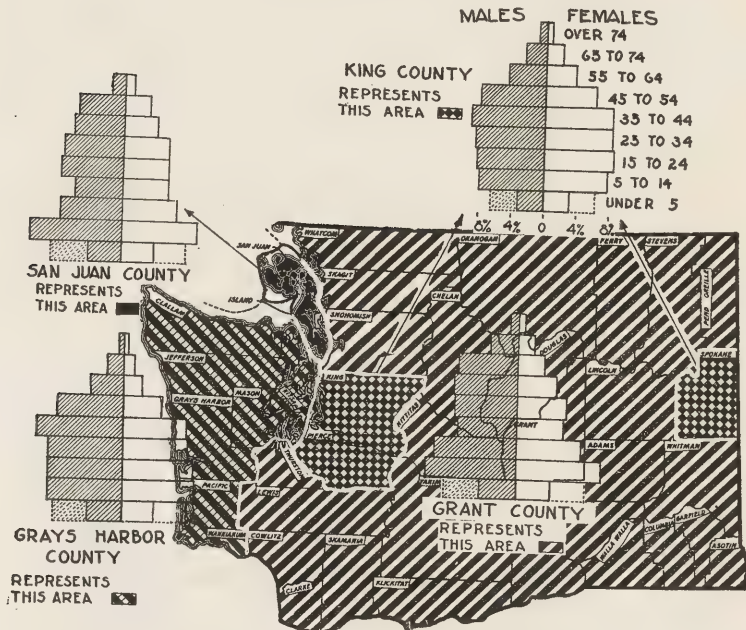 MALES FEMALES
OVER 74
65 TO 74
55 TO 64
45 TO 54
35 TO 44
25 TO 34
15 TO 24
5 TO 14
UNDER 5
8% 4% 0 4% 8%
KING COUNTY
REPRESENTS
THIS AREA
SAN JUAN COUNTY
REPRESENTS
THIS AREA
SAN JUAN
ISLAND
WHATCOM
SKAGIT
SNOHOMISH
OKANOGAN
FERRY
STEVENS
PEND OREILLE
CHELAN
DOUGLAS
CLALLAM
JEFFERSON
GRAYS HARBOR
MASON
KING
KITTITAS
GRANT
LINCOLN
SPOKANE
PIERCE
THURSTON
ADAMS
WHITMAN
PACIFIC
LEWIS
WAHKIAKUM
COWLITZ
SKAMANIA
CLARKE
KLICKITAT
WALLA WALLA
COLUMBIA
GARFIELD
ASOTIN
GRAYS HARBOR
COUNTY
REPRESENTS
THIS AREA
GRANT COUNTY
REPRESENTS
THIS AREA